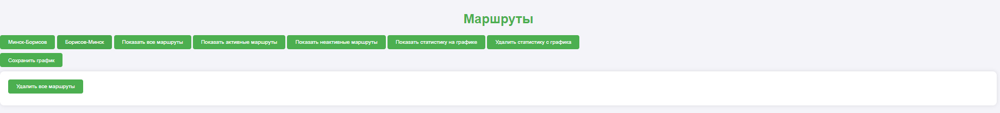 Маршруты
Минск-Борисов Борисов-Минск Показать все маршруты Показать активные маршруты Показать неактивные маршруты Показать статистику на графике Удалить статистику с графика
Сохранить график
Удалить все маршруты